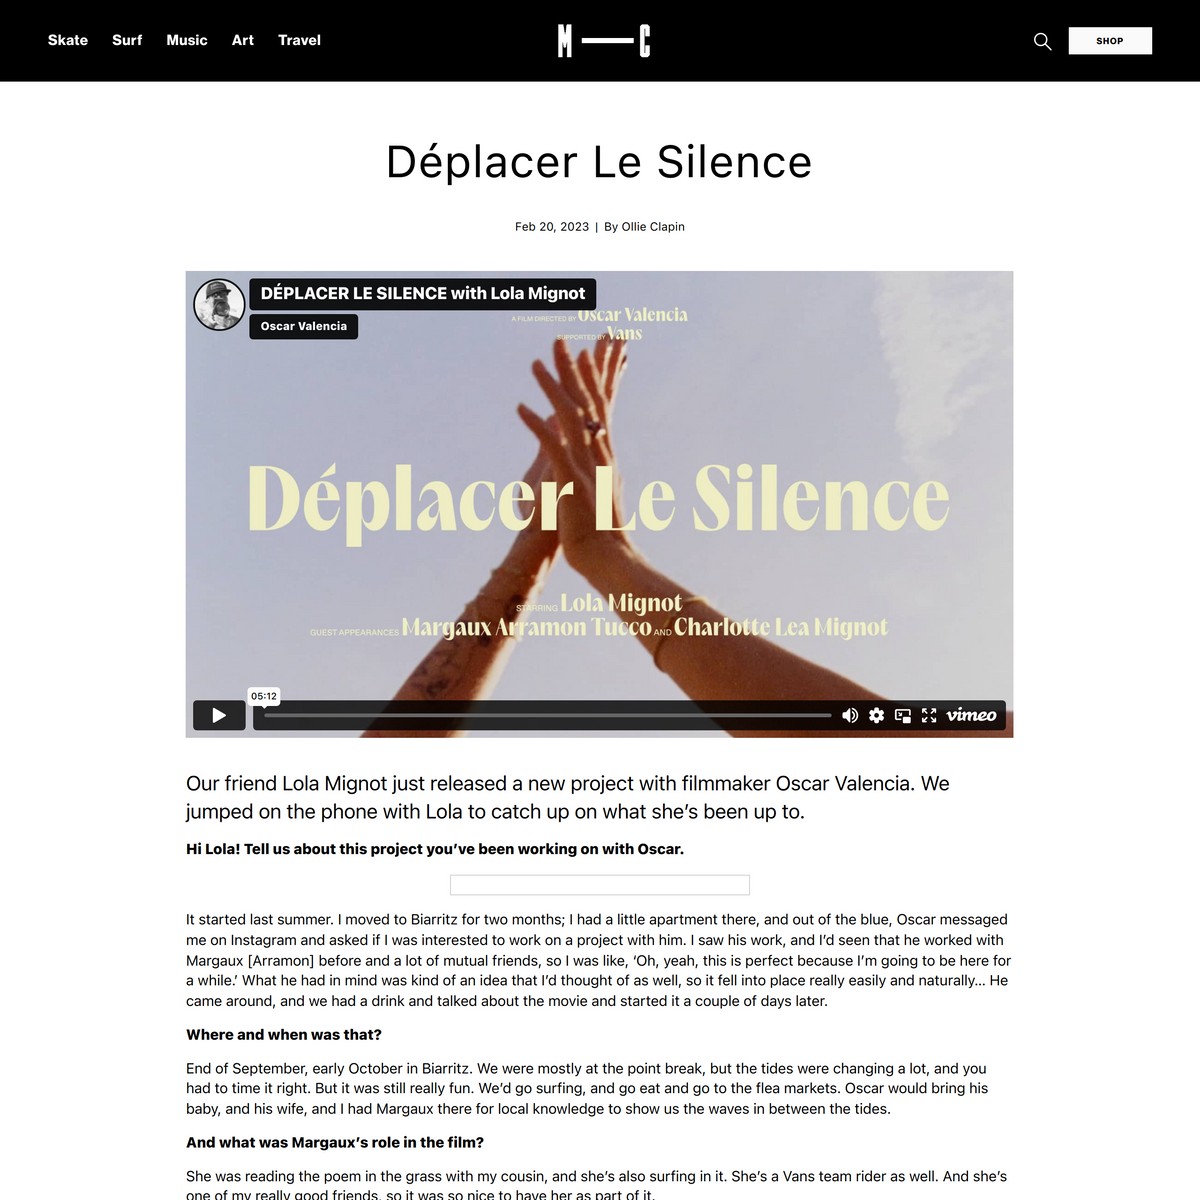 Skate Surf Music Art Travel
M C
SHOP
Déplacer Le Silence
Feb 20, 2023 | By Ollie Clapin
DÉPLACER LE SILENCE with Lola Mignot
Oscar Valencia
A FILM DIRECTED BY Oscar Valencia
SUPPORTED BY Vans
Déplacer Le Silence
STARRING Lola Mignot
GUEST APPEARANCES Margaux Arramon Tucco AND Charlotte Lea Mignot
05:12
vimeo
Our friend Lola Mignot just released a new project with filmmaker Oscar Valencia. We
jumped on the phone with Lola to catch up on what she’s been up to.
Hi Lola! Tell us about this project you’ve been working on with Oscar.
It started last summer. I moved to Biarritz for two months; I had a little apartment there, and out of the blue, Oscar messaged
me on Instagram and asked if I was interested to work on a project with him. I saw his work, and I’d seen that he worked with
Margaux [Arramon] before and a lot of mutual friends, so I was like, ‘Oh, yeah, this is perfect because I’m going to be here for
a while.’ What he had in mind was kind of an idea that I’d thought of as well, so it fell into place really easily and naturally... He
came around, and we had a drink and talked about the movie and started it a couple of days later.
Where and when was that?
End of September, early October in Biarritz. We were mostly at the point break, but the tides were changing a lot, and you
had to time it right. But it was still really fun. We’d go surfing, and go eat and go to the flea markets. Oscar would bring his
baby, and his wife, and I had Margaux there for local knowledge to show us the waves in between the tides.
And what was Margaux’s role in the film?
She was reading the poem in the grass with my cousin, and she’s also surfing in it. She’s a Vans team rider as well. And she’s
one of my really good friends, so it was so nice to have her as part of it.